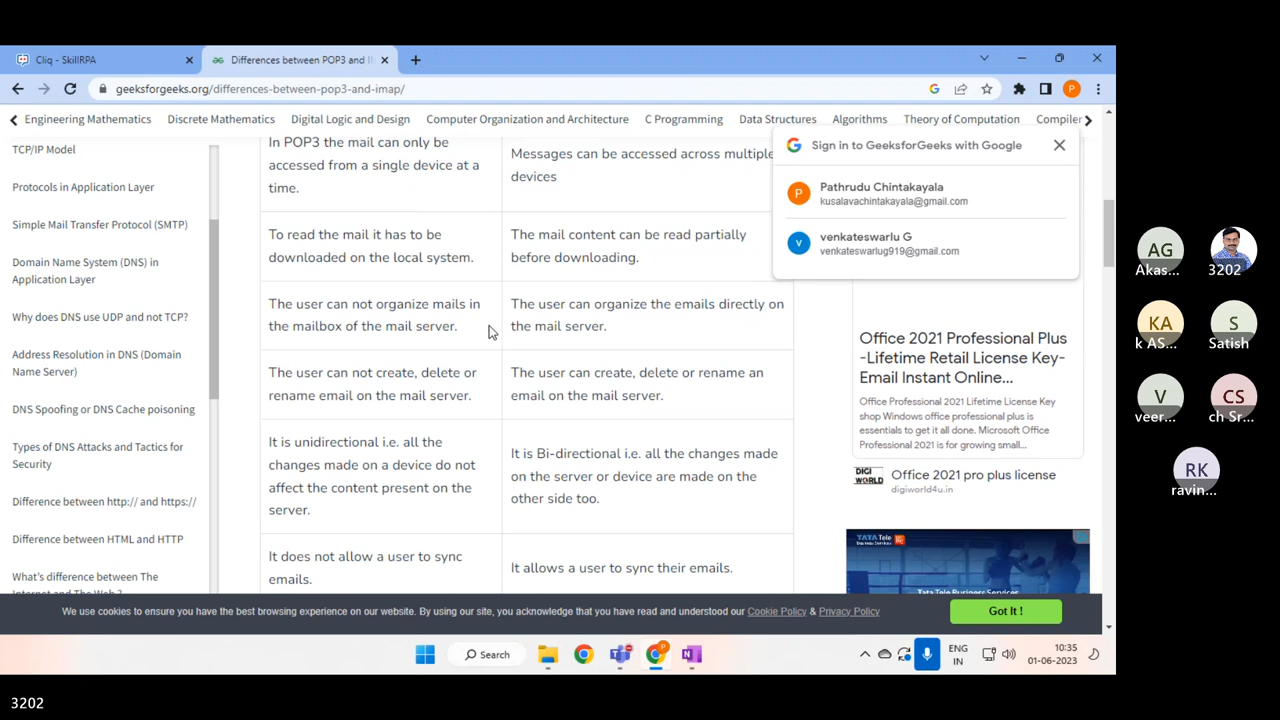 Cliq - SkillRPA
Differences between POP3 and I
geeksforgeeks.org/differences-between-pop3-and-imap/
P
Engineering Mathematics
Discrete Mathematics
Digital Logic and Design
Computer Organization and Architecture
C Programming
Data Structures
Algorithms
Theory of Computation
Compiler
TCP/IP Model
Protocols in Application Layer
Simple Mail Transfer Protocol (SMTP)
Domain Name System (DNS) in
Application Layer
Why does DNS use UDP and not TCP?
Address Resolution in DNS (Domain
Name Server)
DNS Spoofing or DNS Cache poisoning
Types of DNS Attacks and Tactics for
Security
Difference between http:// and https://
Difference between HTML and HTTP
What's difference between The
Internet and The Web ?
In POP3 the mail can only be
accessed from a single device at a
time.
Messages can be accessed across multiple
devices
To read the mail it has to be
downloaded on the local system.
The mail content can be read partially
before downloading.
The user can not organize mails in
the mailbox of the mail server.
The user can organize the emails directly on
the mail server.
The user can not create, delete or
rename email on the mail server.
The user can create, delete or rename an
email on the mail server.
It is unidirectional i.e. all the
changes made on a device do not
affect the content present on the
server.
It is Bi-directional i.e. all the changes made
on the server or device are made on the
other side too.
It does not allow a user to sync
emails.
It allows a user to sync their emails.
Sign in to GeeksforGeeks with Google
P
Pathrudu Chintakayala
kusalavachintakayala@gmail.com
V
venkateswarlu G
venkateswarlug919@gmail.com
Office 2021 Professional Plus
-Lifetime Retail License Key-
Email Instant Online...
Office Professional 2021 Lifetime License Key
shop Windows office professional plus is
essentials to get it all done. Microsoft Office
Professional 2021 is for growing small...
DIGI
WORLD
Office 2021 pro plus license
digiworld4u.in
TATA Tele
Business Services
TATA Tele Business Services
We use cookies to ensure you have the best browsing experience on our website. By using our site, you acknowledge that you have read and understood our Cookie Policy & Privacy Policy
Got It !
Search
ENG
IN
10:35
01-06-2023
AG
Akas...
3202
KA
k AS...
S
Satish
V
veer...
CS
ch Sr...
RK
ravin...
3202